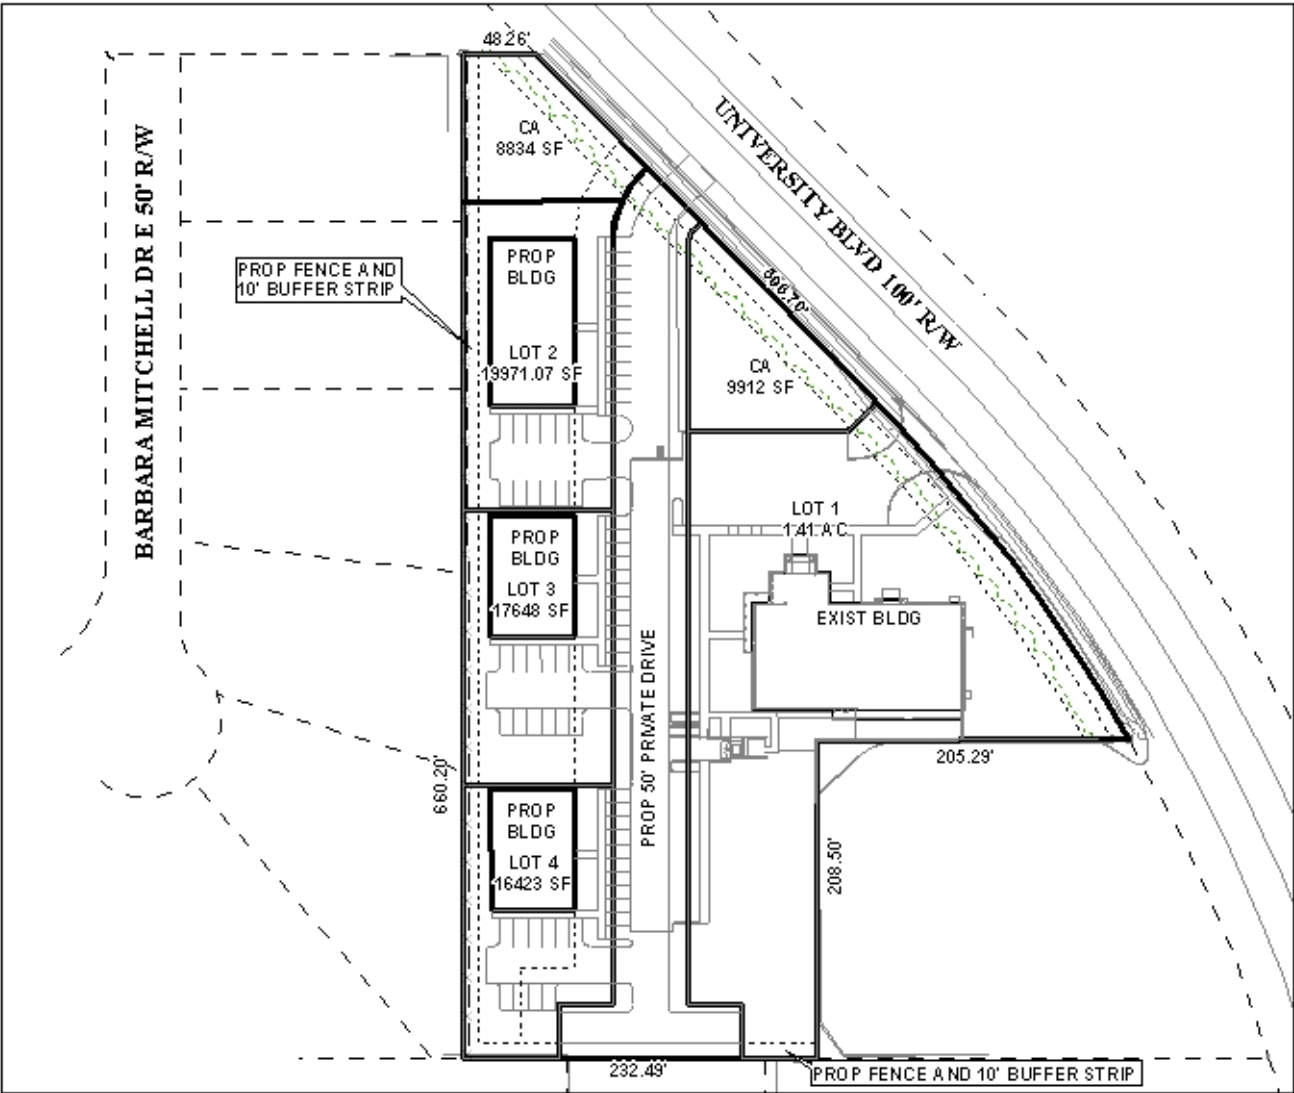 48.26'
CA
8834 SF
UNIVERSITY BLVD 100' R/W
BARBARA MITCHELL DR E 50' R/W
PROP FENCE AND
10' BUFFER STRIP
PROP
BLDG
LOT 2
19971.07 SF
CA
9912 SF
LOT 1
1.41 AC
PROP
BLDG
LOT 3
17648 SF
EXIST BLDG
PROP 50' PRIVATE DRIVE
205.29'
660.20'
PROP
BLDG
LOT 4
16423 SF
208.50'
232.49'
PROP FENCE AND 10' BUFFER STRIP